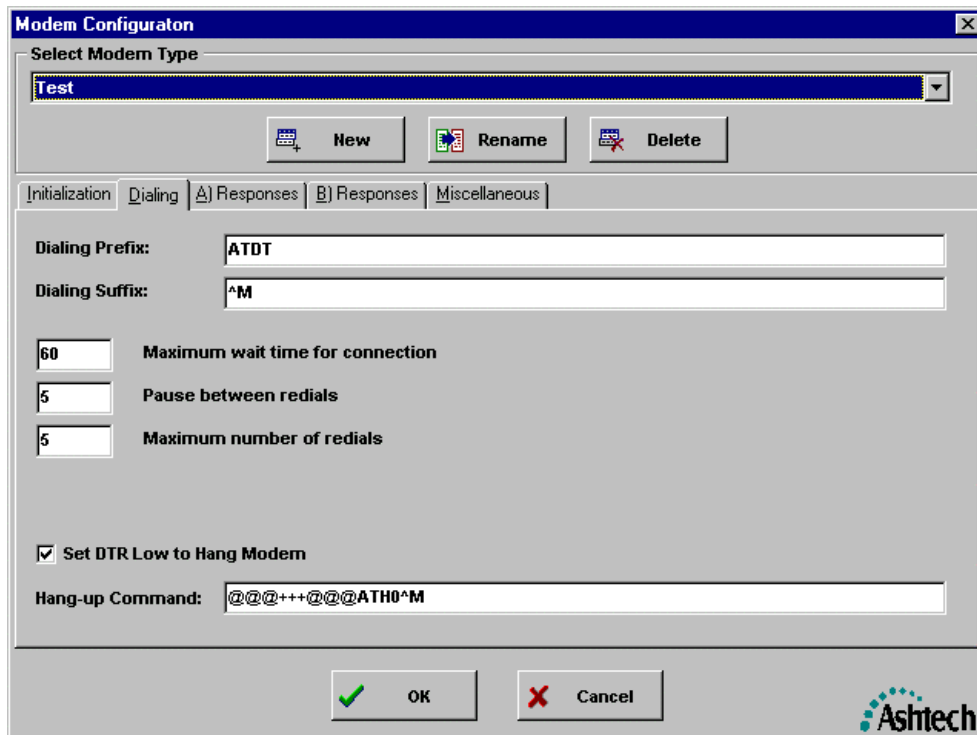 Modem Configuraton
Select Modem Type
Test
New Rename Delete
Initialization Dialing A) Responses B) Responses Miscellaneous
Dialing Prefix: ATDT
Dialing Suffix: ^M
60 Maximum wait time for connection
5 Pause between redials
5 Maximum number of redials
Set DTR Low to Hang Modem
Hang-up Command: @@@+++@@@ATH0^M
OK Cancel
Ashtech